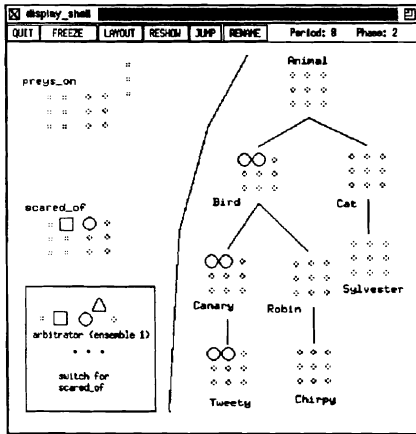 display_shell
QUIT FREEZE LAYOUT RESHOW JUMP RENAME Period: 8 Phase: 2
Animal
preys_on
Bird
Cat
scared_of
Sylvester
Canary
Robin
arbitrator (ensemble 1)
switch for
scared_of
Tweety
Chirpy